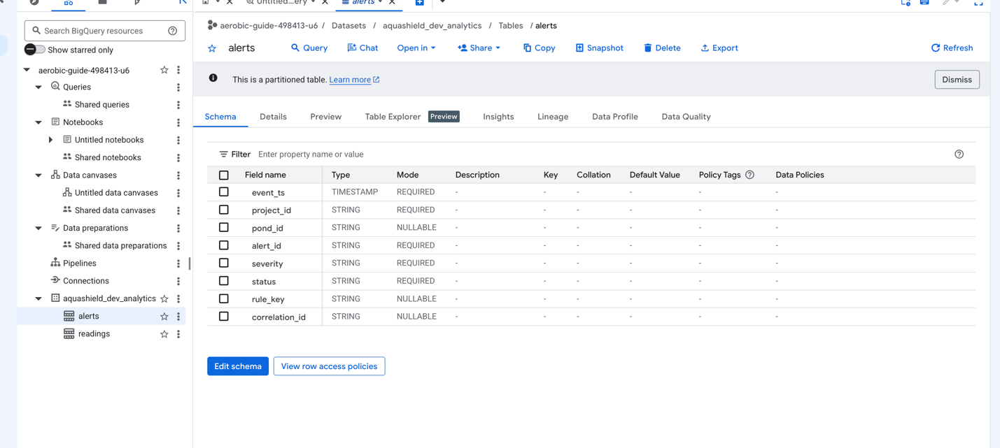 Untitled...ery
alerts
aerobic-guide-498413-u6 / Datasets / aquashield_dev_analytics / Tables / alerts
Search BigQuery resources
Show starred only
alerts Query Chat Open in Share Copy Snapshot Delete Export Refresh
This is a partitioned table. Learn more Dismiss
Schema Details Preview Table Explorer Preview Insights Lineage Data Profile Data Quality
aerobic-guide-498413-u6
Queries
Shared queries
Notebooks
Untitled notebooks
Shared notebooks
Data canvases
Untitled data canvases
Shared data canvases
Data preparations
Shared data preparations
Pipelines
Connections
aquashield_dev_analytics
alerts
readings
Filter Enter property name or value
Field name Type Mode Description Key Collation Default Value Policy Tags Data Policies
event_ts TIMESTAMP REQUIRED - - - - - -
project_id STRING REQUIRED - - - - - -
pond_id STRING NULLABLE - - - - - -
alert_id STRING REQUIRED - - - - - -
severity STRING REQUIRED - - - - - -
status STRING REQUIRED - - - - - -
rule_key STRING NULLABLE - - - - - -
correlation_id STRING NULLABLE - - - - - -
Edit schema View row access policies